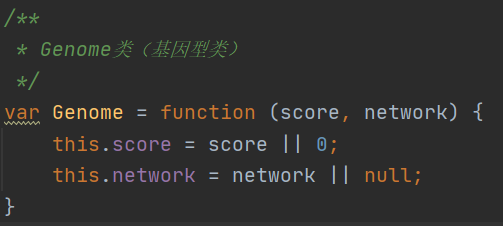 /**
 * Genome类（基因型类）
 */
var Genome = function (score, network) {
    this.score = score || 0;
    this.network = network || null;
}